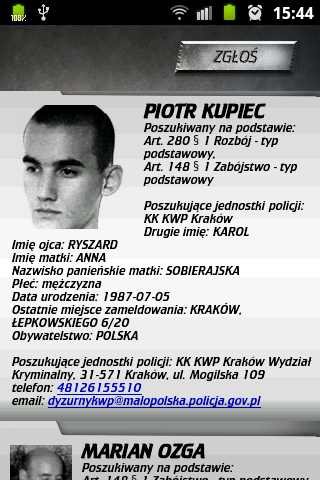 100%
15:44
ZGŁOŚ
PIOTR KUPIEC
Poszukiwany na podstawie:
Art. 280 § 1 Rozbój - typ
podstawowy,
Art. 148 § 1 Zabójstwo - typ
podstawowy
Poszukujące jednostki policji:
KK KWP Kraków
Drugie imię: KAROL
Imię ojca: RYSZARD
Imię matki: ANNA
Nazwisko panieńskie matki: SOBIERAJSKA
Płeć: mężczyzna
Data urodzenia: 1987-07-05
Ostatnie miejsce zameldowania: KRAKÓW,
ŁEPKOWSKIEGO 6/20
Obywatelstwo: POLSKA
Poszukujące jednostki policji: KK KWP Kraków Wydział
Kryminalny, 31-571 Kraków, ul. Mogilska 109
telefon: 48126155510
email: dyzurnykwp@malopolska.policja.gov.pl
MARIAN OZGA
Poszukiwany na podstawie:
Art. 148 § 1 Zabójstwo - typ